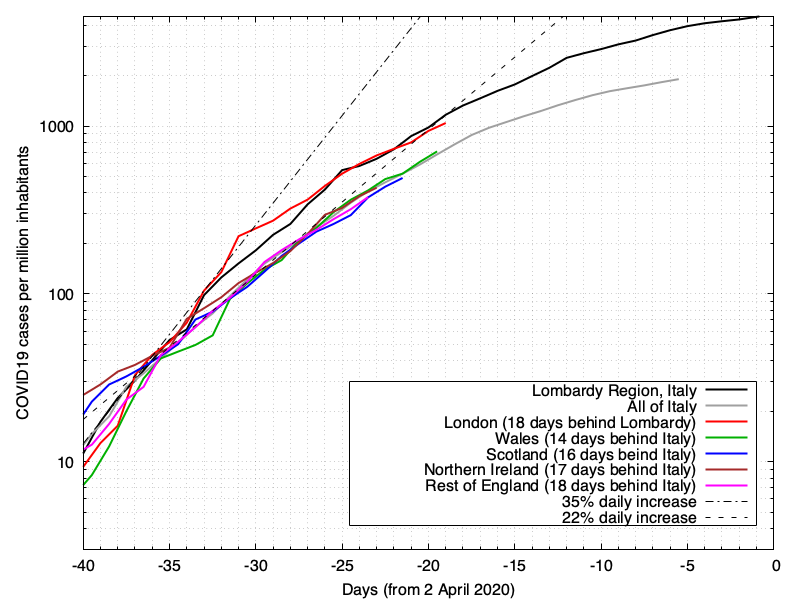 COVID19 cases per million inhabitants
1000
100
10
Lombardy Region, Italy
All of Italy
London (18 days behind Lombardy)
Wales (14 days behind Italy)
Scotland (16 days beind Italy)
Northern Ireland (17 days behind Italy)
Rest of England (18 days behind Italy)
35% daily increase
22% daily increase
-40 -35 -30 -25 -20 -15 -10 -5 0
Days (from 2 April 2020)